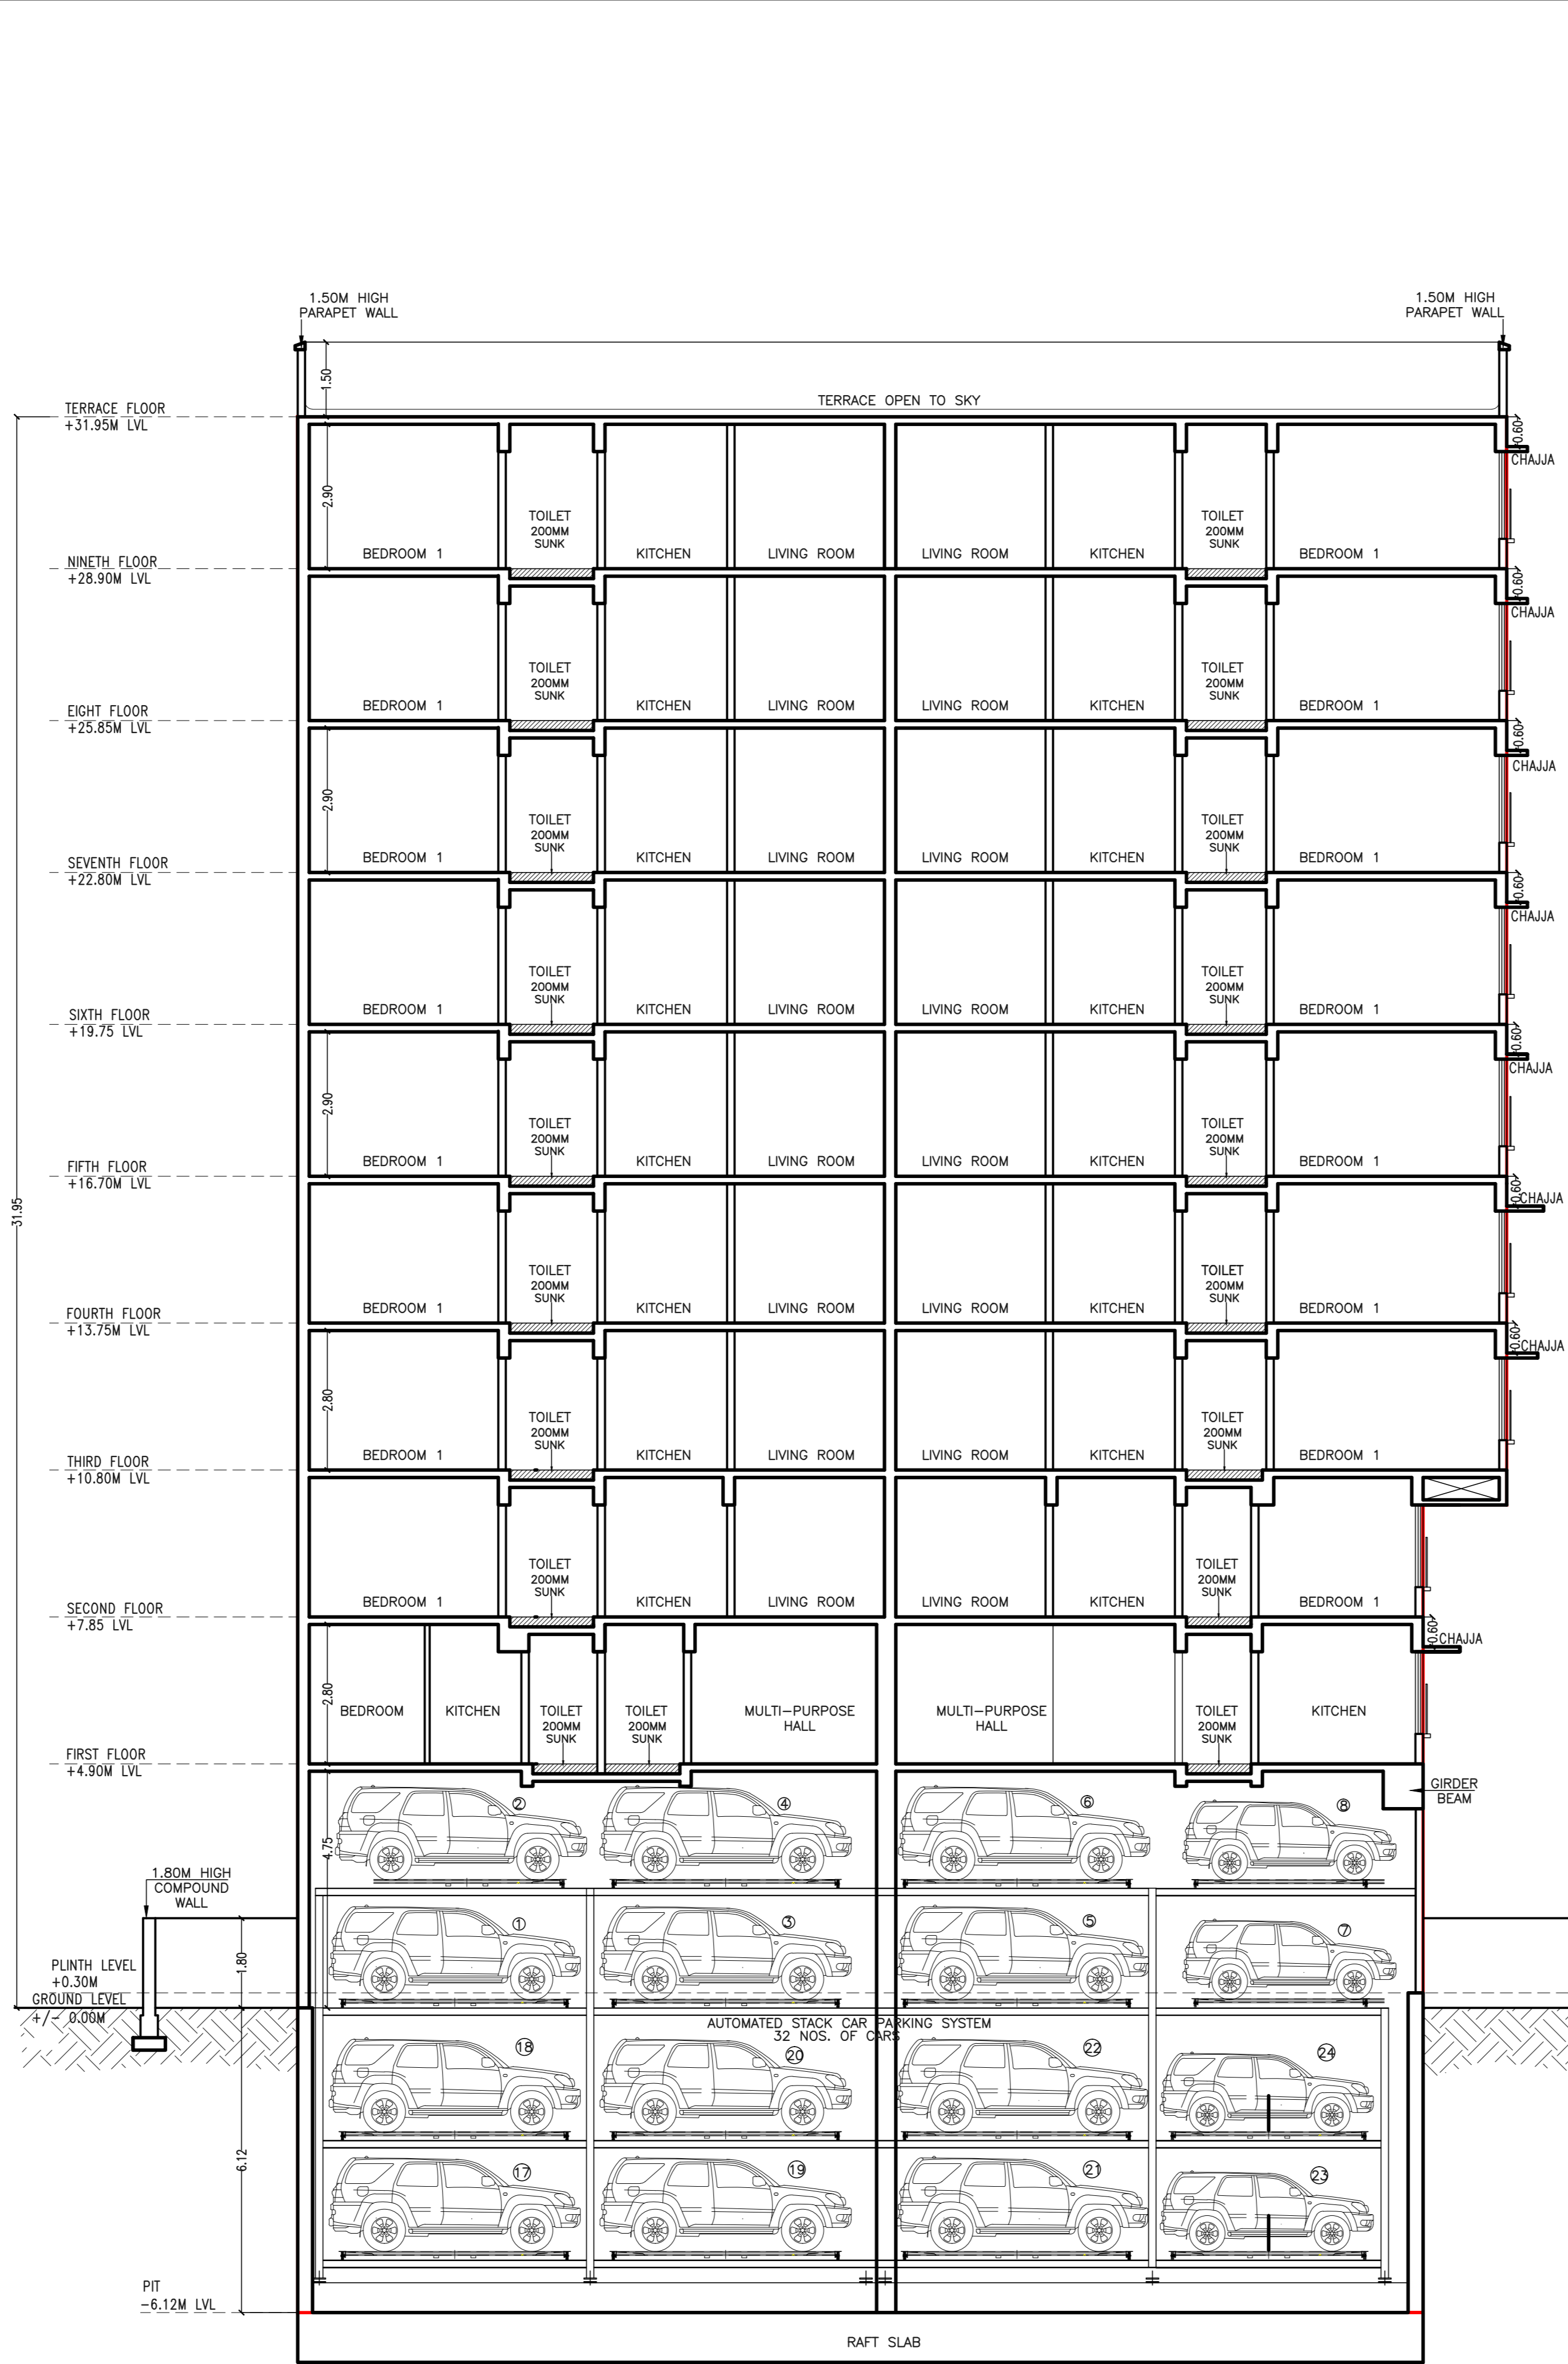 1.50M HIGH
PARAPET WALL
1.50M HIGH
PARAPET WALL
1.50
TERRACE OPEN TO SKY
TERRACE FLOOR
+31.95M LVL
0.60
CHAJJA
2.90
TOILET
200MM
SUNK
TOILET
200MM
SUNK
BEDROOM 1
KITCHEN
LIVING ROOM
LIVING ROOM
KITCHEN
BEDROOM 1
NINETH FLOOR
+28.90M LVL
0.60
CHAJJA
TOILET
200MM
SUNK
TOILET
200MM
SUNK
BEDROOM 1
KITCHEN
LIVING ROOM
LIVING ROOM
KITCHEN
BEDROOM 1
EIGHT FLOOR
+25.85M LVL
0.60
CHAJJA
2.90
TOILET
200MM
SUNK
TOILET
200MM
SUNK
BEDROOM 1
KITCHEN
LIVING ROOM
LIVING ROOM
KITCHEN
BEDROOM 1
SEVENTH FLOOR
+22.80M LVL
0.60
CHAJJA
TOILET
200MM
SUNK
TOILET
200MM
SUNK
BEDROOM 1
KITCHEN
LIVING ROOM
LIVING ROOM
KITCHEN
BEDROOM 1
SIXTH FLOOR
+19.75 LVL
0.60
CHAJJA
2.90
TOILET
200MM
SUNK
TOILET
200MM
SUNK
BEDROOM 1
KITCHEN
LIVING ROOM
LIVING ROOM
KITCHEN
BEDROOM 1
FIFTH FLOOR
+16.70M LVL
0.60
CHAJJA
31.95
TOILET
200MM
SUNK
TOILET
200MM
SUNK
BEDROOM 1
KITCHEN
LIVING ROOM
LIVING ROOM
KITCHEN
BEDROOM 1
FOURTH FLOOR
+13.75M LVL
0.60
CHAJJA
2.80
TOILET
200MM
SUNK
TOILET
200MM
SUNK
BEDROOM 1
KITCHEN
LIVING ROOM
LIVING ROOM
KITCHEN
BEDROOM 1
THIRD FLOOR
+10.80M LVL
TOILET
200MM
SUNK
TOILET
200MM
SUNK
BEDROOM 1
KITCHEN
LIVING ROOM
LIVING ROOM
KITCHEN
BEDROOM 1
SECOND FLOOR
+7.85 LVL
0.60
CHAJJA
2.80
BEDROOM
KITCHEN
TOILET
200MM
SUNK
TOILET
200MM
SUNK
MULTI-PURPOSE
HALL
MULTI-PURPOSE
HALL
TOILET
200MM
SUNK
KITCHEN
FIRST FLOOR
+4.90M LVL
GIRDER
BEAM
2
4
6
8
4.75
1.80M HIGH
COMPOUND
WALL
1
3
5
7
1.80
PLINTH LEVEL
+0.30M
GROUND LEVEL
+/- 0.00M
AUTOMATED STACK CAR PARKING SYSTEM
32 NOS. OF CARS
18
20
22
24
6.12
17
19
21
23
PIT
-6.12M LVL
RAFT SLAB